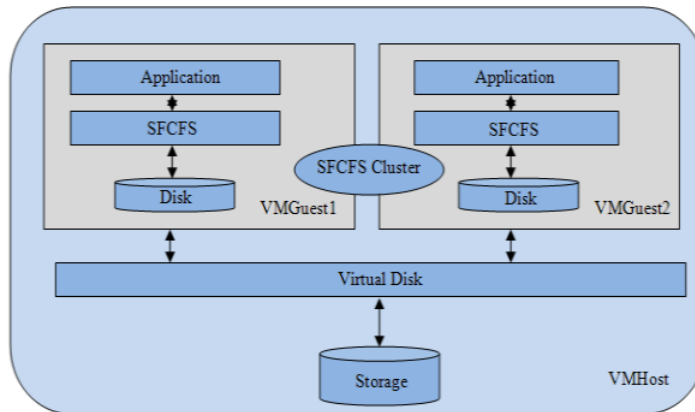 Application
SFCFS
Disk
VMGuest1
SFCFS Cluster
Application
SFCFS
Disk
VMGuest2
Virtual Disk
Storage
VMHost